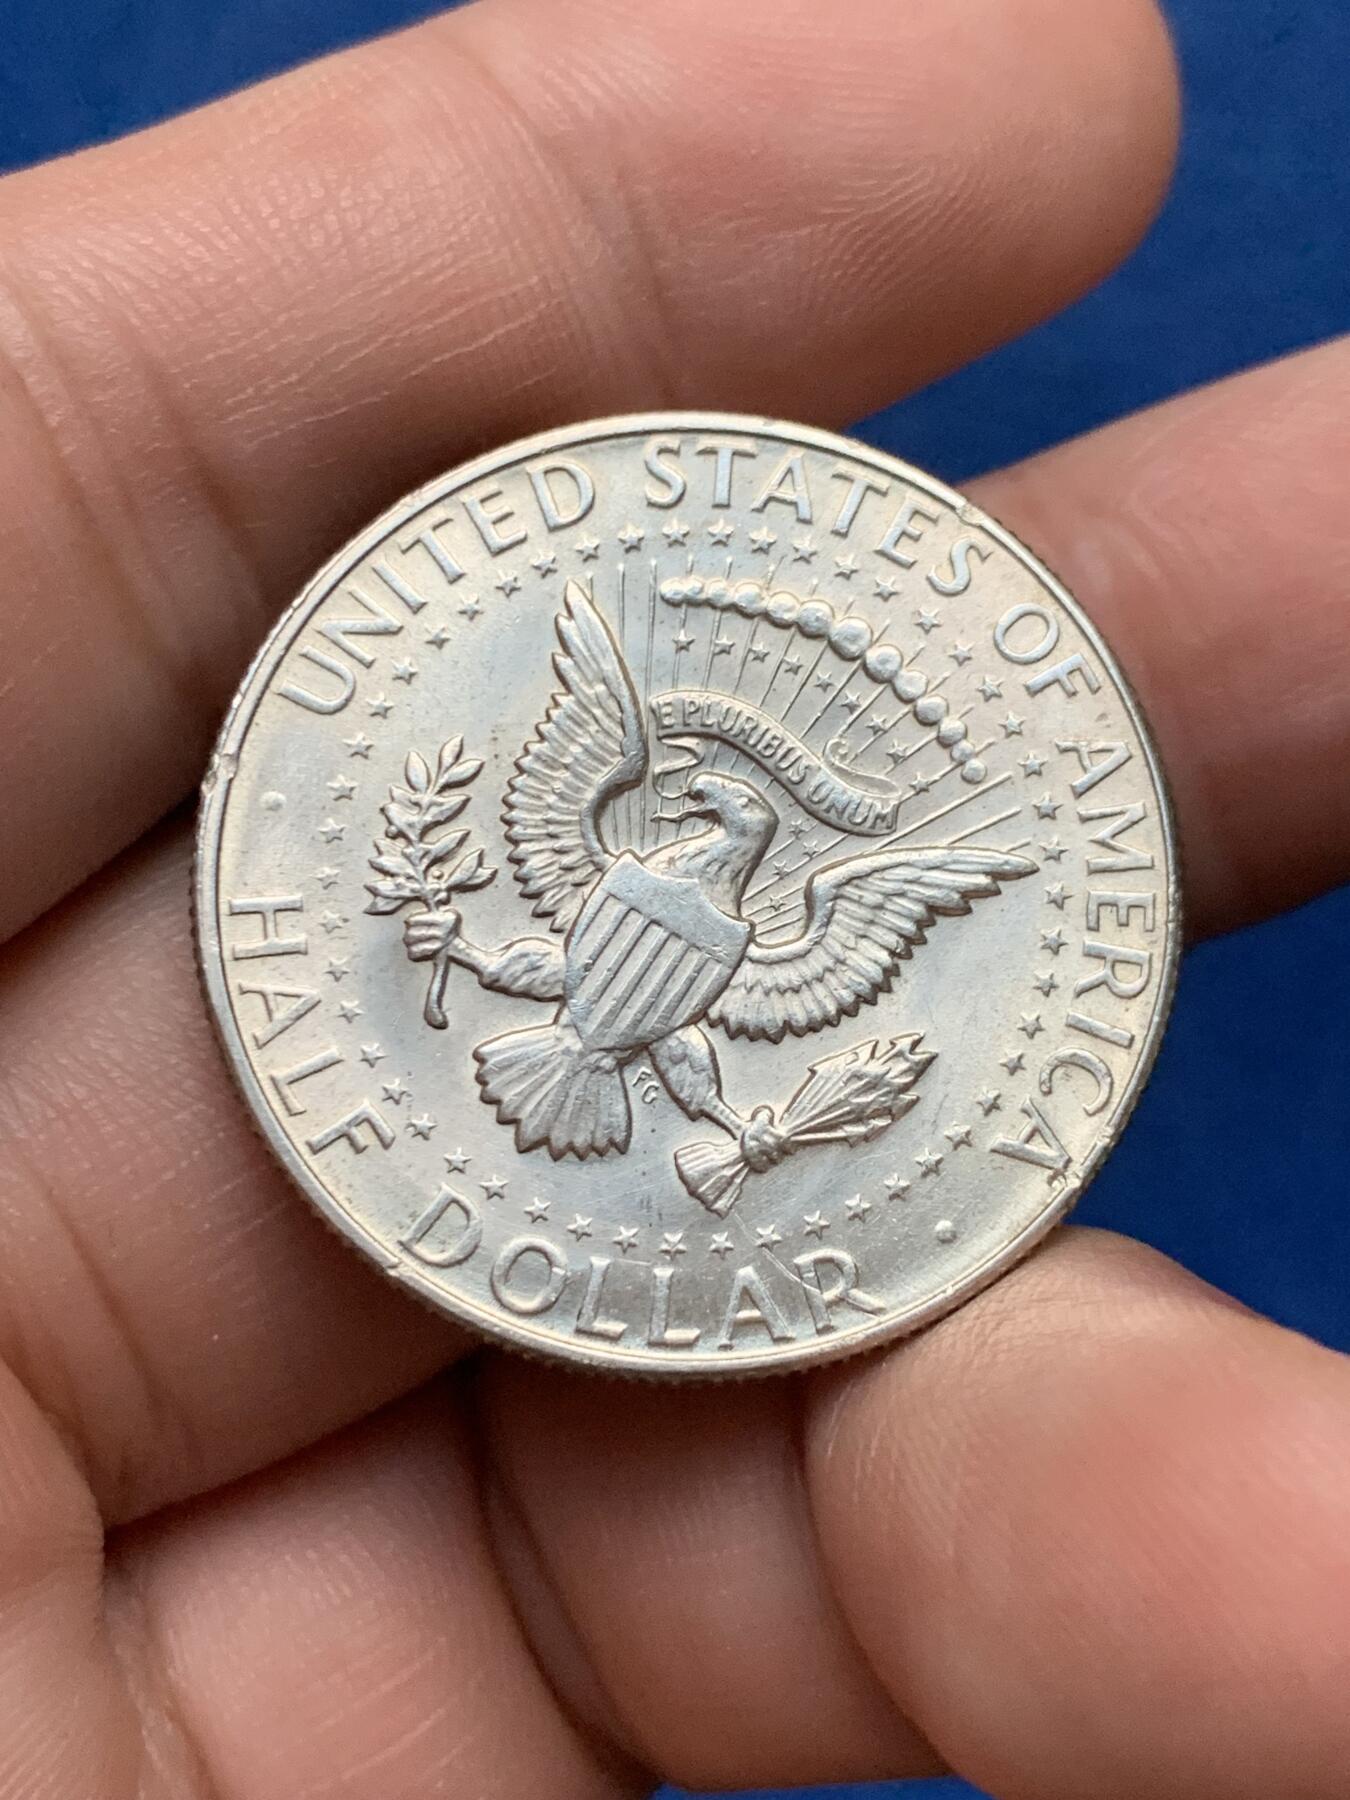 UNITED STATES OF AMERICA
E PLURIBUS UNUM
FG
HALF DOLLAR